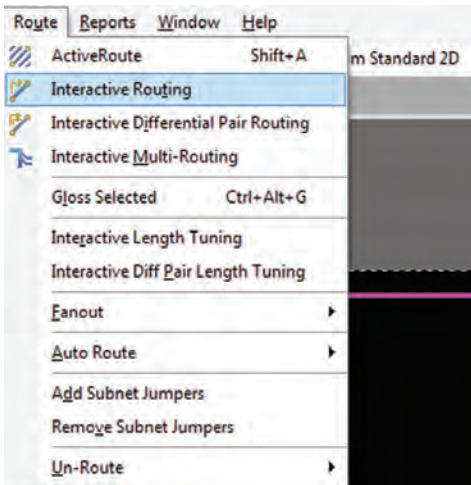 Route Reports Window Help
ActiveRoute Shift+A
m Standard 2D
Interactive Routing
Interactive Differential Pair Routing
Interactive Multi-Routing
Gloss Selected Ctrl+Alt+G
Interactive Length Tuning
Interactive Diff Pair Length Tuning
Fanout
Auto Route
Add Subnet Jumpers
Remove Subnet Jumpers
Un-Route